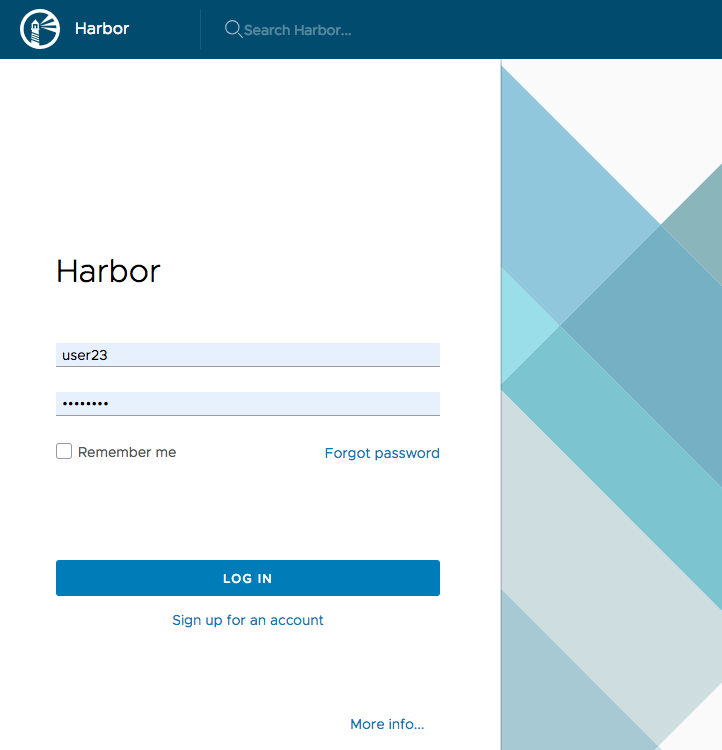 Harbor
Search Harbor...
Harbor
user23
••••••••
Remember me
Forgot password
LOG IN
Sign up for an account
More info...